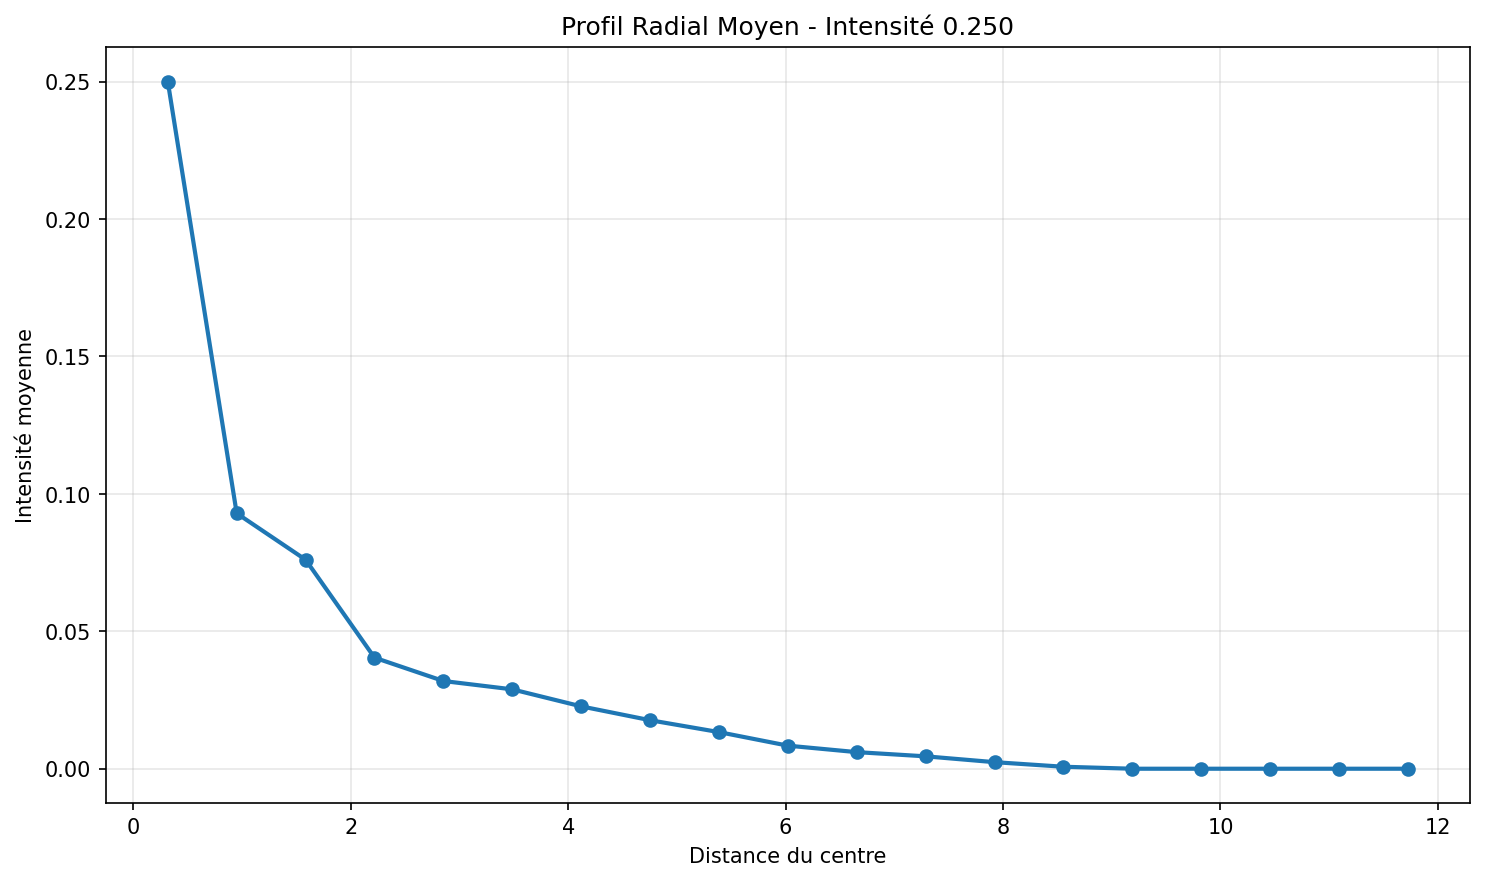 Profil Radial Moyen - Intensité 0.250
Intensité moyenne
0.25
0.20
0.15
0.10
0.05
0.00
0 2 4 6 8 10 12
Distance du centre